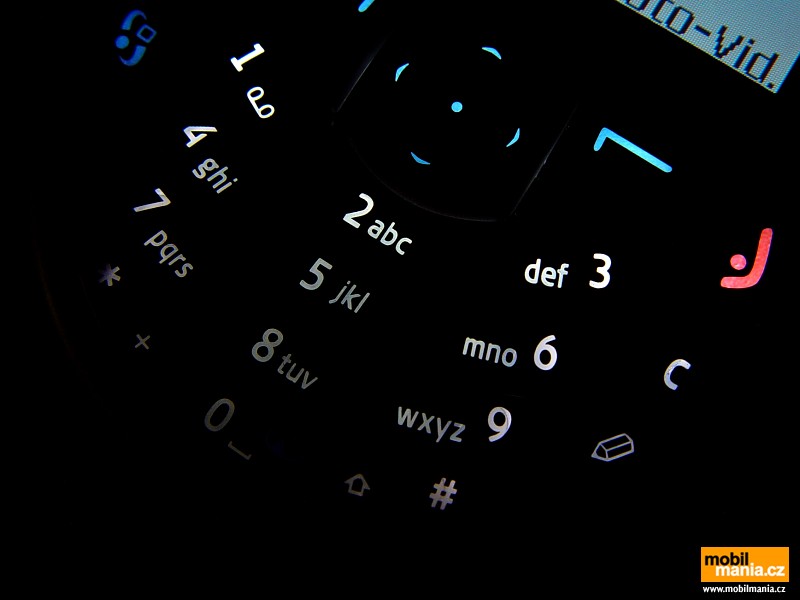 to-Vid.
1
2 abc
def 3
4 ghi
5 jkl
mno 6
7 pqrs
8 tuv
wxyz 9
* +
0
#
C
mobil
mania.cz
www.mobilmania.cz